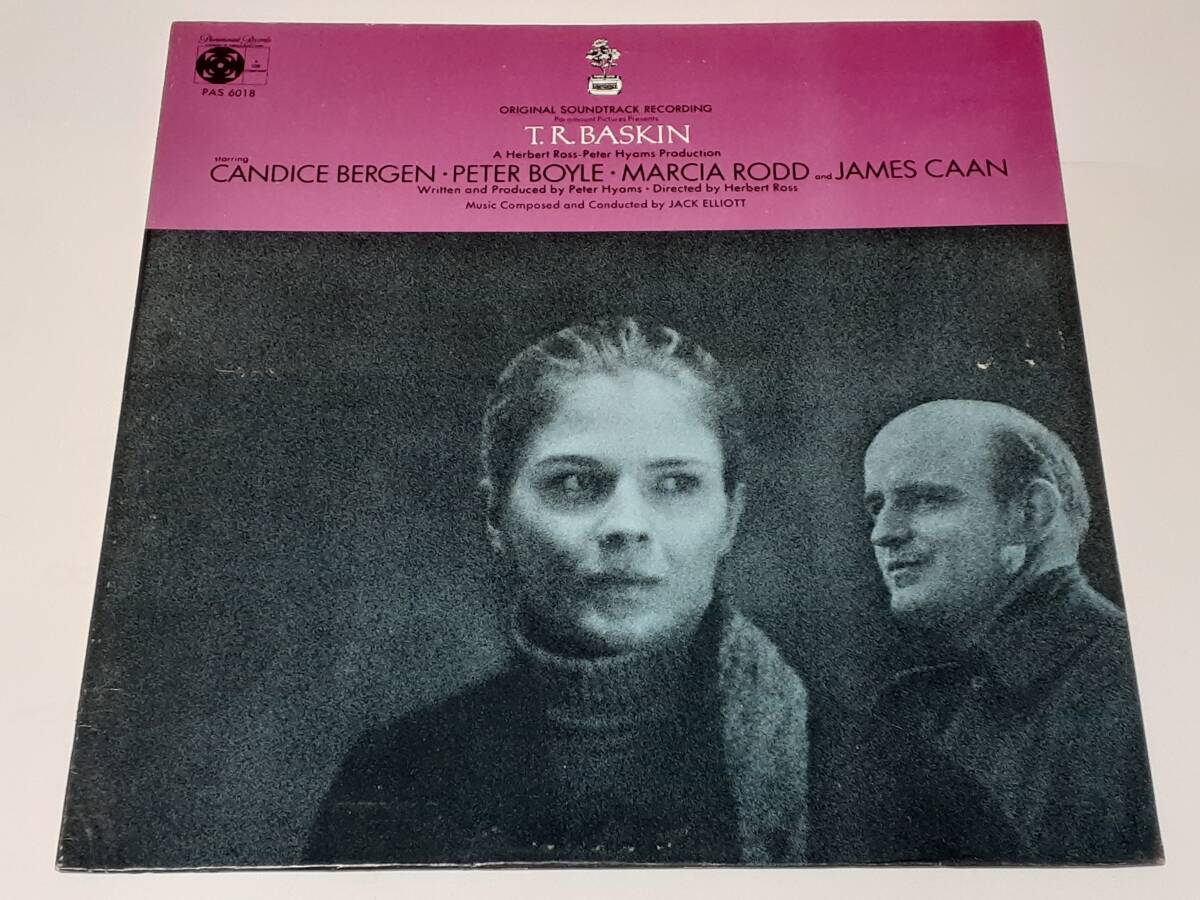 Paramount Records
PAS 6018
ORIGINAL SOUNDTRACK RECORDING
Paramount Pictures Presents
T. R. BASKIN
A Herbert Ross-Peter Hyams Production
starring
CANDICE BERGEN · PETER BOYLE · MARCIA RODD and JAMES CAAN
Written and Produced by Peter Hyams · Directed by Herbert Ross
Music Composed and Conducted by JACK ELLIOTT